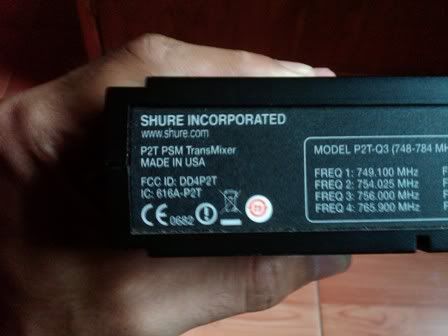 SHURE INCORPORATED
www.shure.com
P2T PSM TransMixer
MADE IN USA
FCC ID: DD4P2T
IC: 616A-P2T
CE 0682
MODEL P2T-Q3 (748-784 MH
FREQ 1: 749.100 MHz
FREQ 2: 754.025 MHz
FREQ 3: 756.000 MHz
FREQ 4: 765.900 MHz